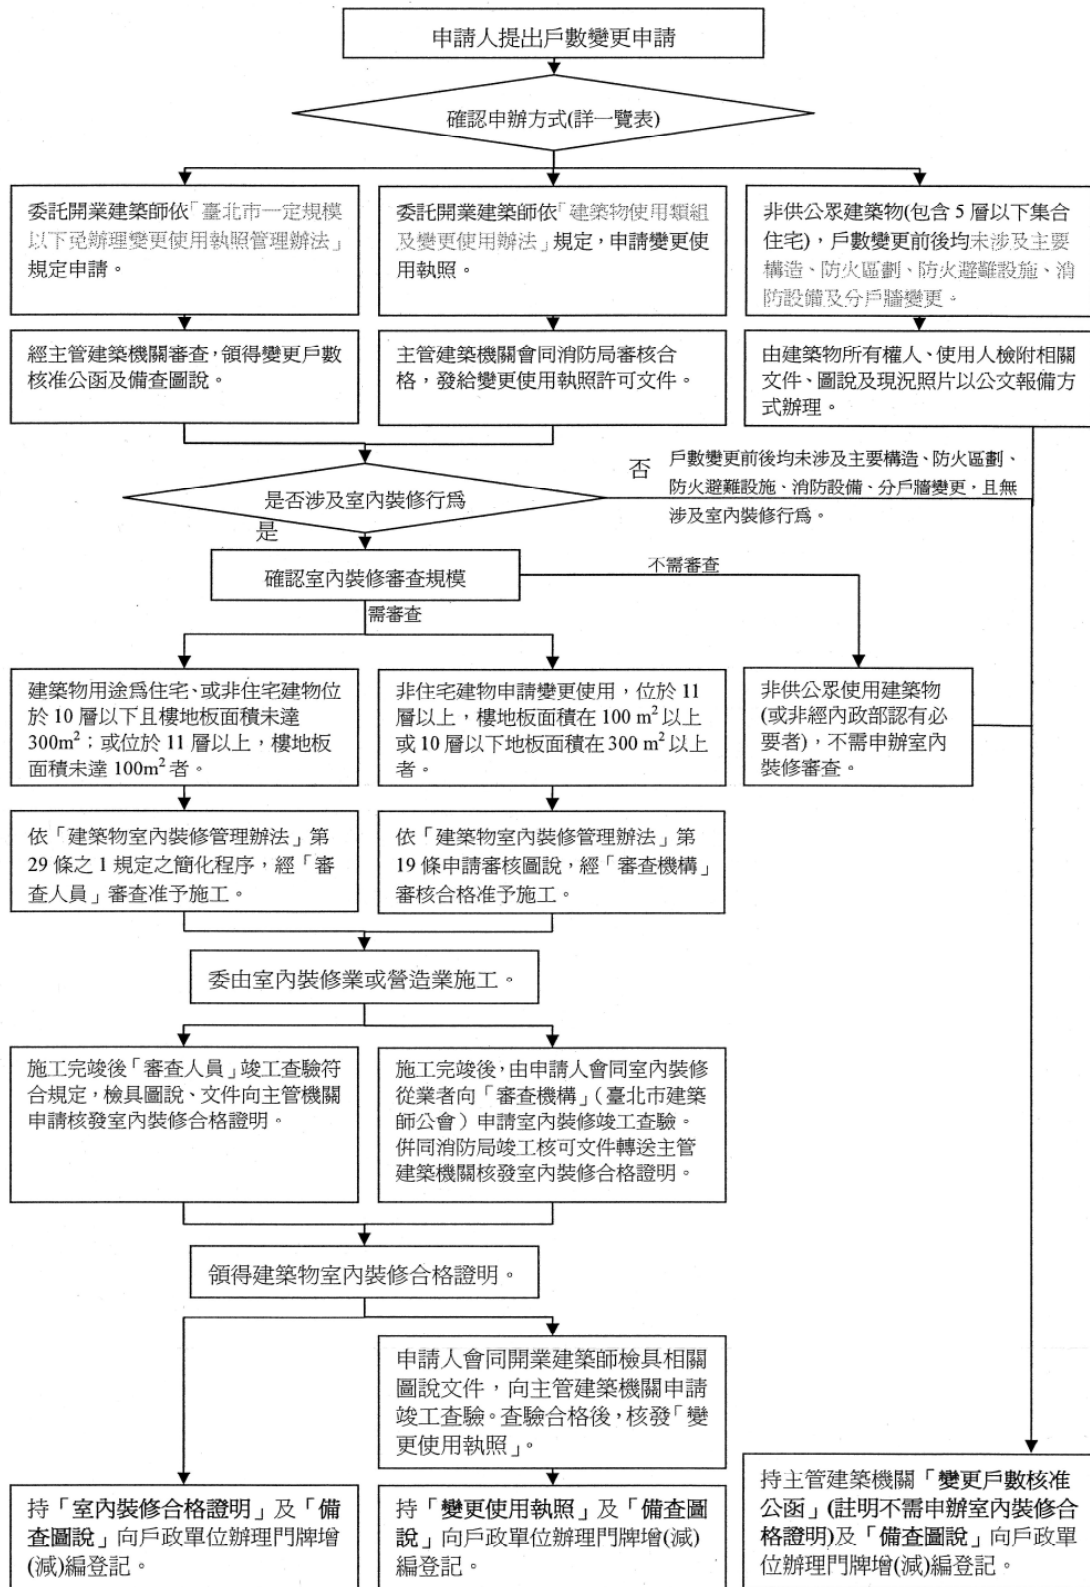 申請人提出戶數變更申請
確認申辦方式(詳一覽表)
委託開業建築師依「臺北市一定規模
以下免辦理變更使用執照管理辦法」
規定申請。
委託開業建築師依「建築物使用類組
及變更使用辦法」規定，申請變更使
用執照。
非供公眾建築物(包含 5 層以下集合
住宅)，戶數變更前後均未涉及主要
構造、防火區劃、防火避難設施、消
防設備及分戶牆變更。
經主管建築機關審查，領得變更戶數
核准公函及備查圖說。
主管建築機關會同消防局審核合
格，發給變更使用執照許可文件。
由建築物所有權人、使用人檢附相關
文件、圖說及現況照片以公文報備方
式辦理。
是否涉及室內裝修行為
否
戶數變更前後均未涉及主要構造、防火區劃、
防火避難設施、消防設備、分戶牆變更，且無
涉及室內裝修行為。
是
確認室內裝修審查規模
不需審查
需審查
建築物用途為住宅、或非住宅建物位
於 10 層以下且樓地板面積未達
300m²；或位於 11 層以上，樓地板
面積未達 100m² 者。
非住宅建物申請變更使用，位於 11
層以上，樓地板面積在 100 m² 以上
或 10 層以下地板面積在 300 m² 以上
者。
非供公眾使用建築物
(或非經內政部認有必
要者)，不需申辦室內
裝修審查。
依「建築物室內裝修管理辦法」第
29 條之 1 規定之簡化程序，經「審
查人員」審查准予施工。
依「建築物室內裝修管理辦法」第
19 條申請審核圖說，經「審查機構」
審核合格准予施工。
委由室內裝修業或營造業施工。
施工完竣後「審查人員」竣工查驗符
合規定，檢具圖說、文件向主管機關
申請核發室內裝修合格證明。
施工完竣後，由申請人會同室內裝修
從業者向「審查機構」（臺北市建築
師公會）申請室內裝修竣工查驗。
併同消防局竣工核可文件轉送主管
建築機關核發室內裝修合格證明。
領得建築物室內裝修合格證明。
申請人會同開業建築師檢具相關
圖說文件，向主管建築機關申請
竣工查驗。查驗合格後，核發「變
更使用執照」。
持「室內裝修合格證明」及「備
查圖說」向戶政單位辦理門牌增
(減)編登記。
持「變更使用執照」及「備查圖
說」向戶政單位辦理門牌增(減)
編登記。
持主管建築機關「變更戶數核准
公函」(註明不需申辦室內裝修合
格證明)及「備查圖說」向戶政單
位辦理門牌增(減)編登記。